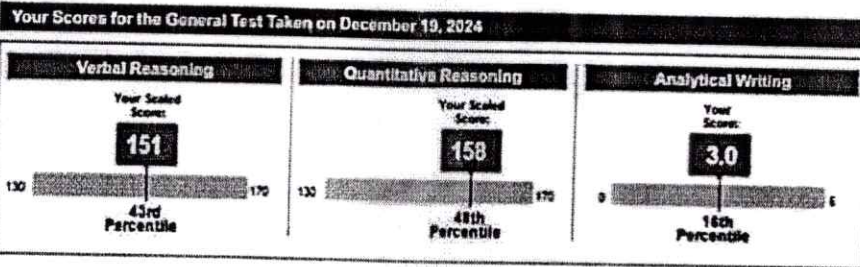 Your Scores for the General Test Taken on December 19, 2024
Verbal Reasoning
Your Scaled
Score:
151
130
170
43rd
Percentile
Quantitative Reasoning
Your Scaled
Score:
158
130
170
48th
Percentile
Analytical Writing
Your
Score:
3.0
0
6
16th
Percentile